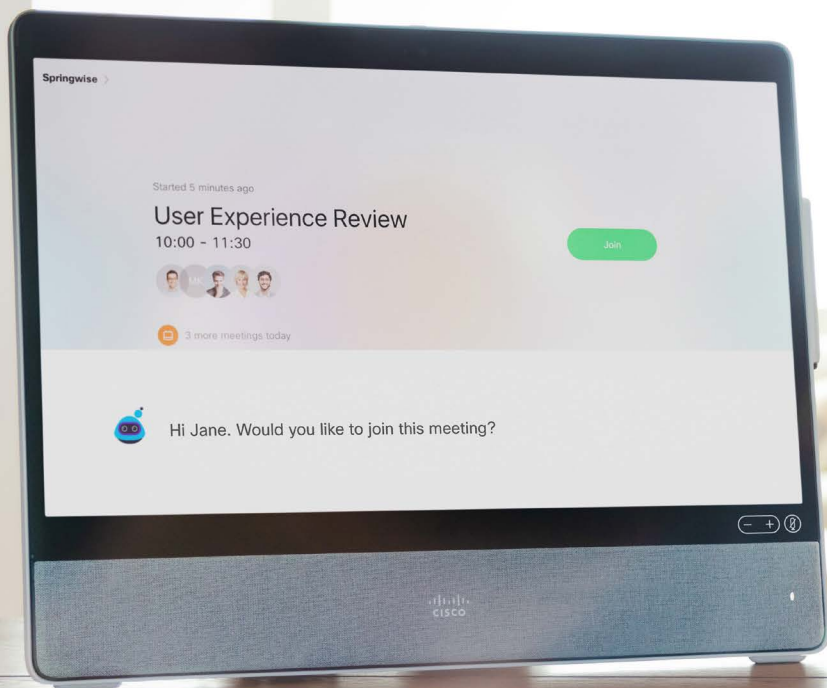 Springwise
Started 5 minutes ago
User Experience Review
10:00 - 11:30
Join
MK
3 more meetings today
Hi Jane. Would you like to join this meeting?
- +
CISCO